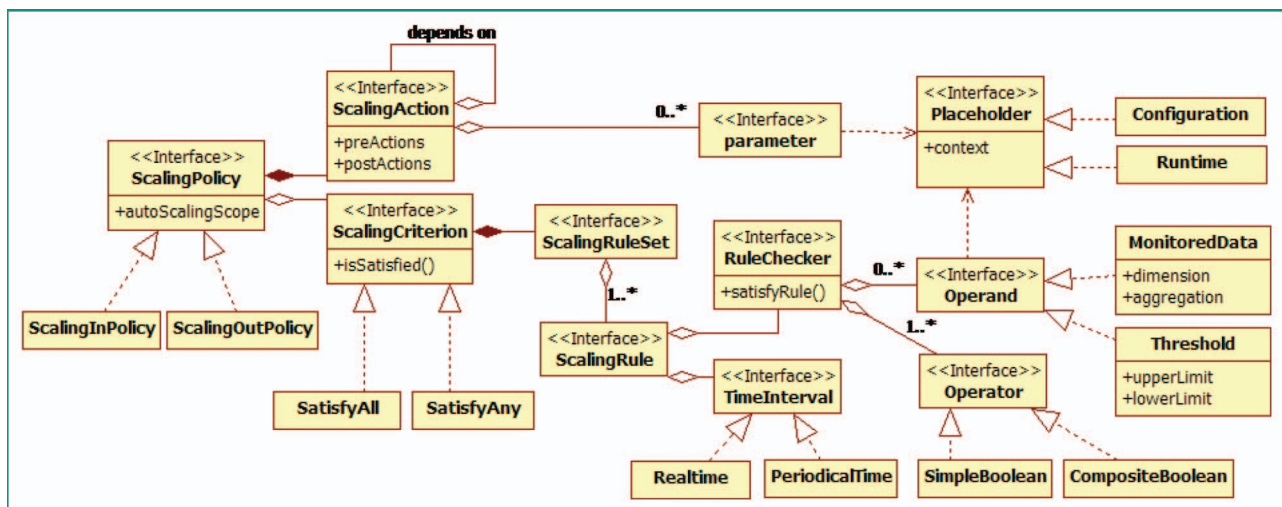 depends on
<<Interface>>
ScalingAction
+preActions
+postActions
0..*
<<Interface>>
parameter
<<Interface>>
Placeholder
+context
Configuration
Runtime
<<Interface>>
ScalingPolicy
+autoScalingScope
<<Interface>>
ScalingCriterion
+isSatisfied()
<<Interface>>
ScalingRuleSet
1..*
<<Interface>>
RuleChecker
+satisfyRule()
0..*
1..*
<<Interface>>
Operand
MonitoredData
+dimension
+aggregation
Threshold
+upperLimit
+lowerLimit
ScalingInPolicy
ScalingOutPolicy
<<Interface>>
ScalingRule
<<Interface>>
TimeInterval
<<Interface>>
Operator
SatisfyAll
SatisfyAny
Realtime
PeriodicalTime
SimpleBoolean
CompositeBoolean